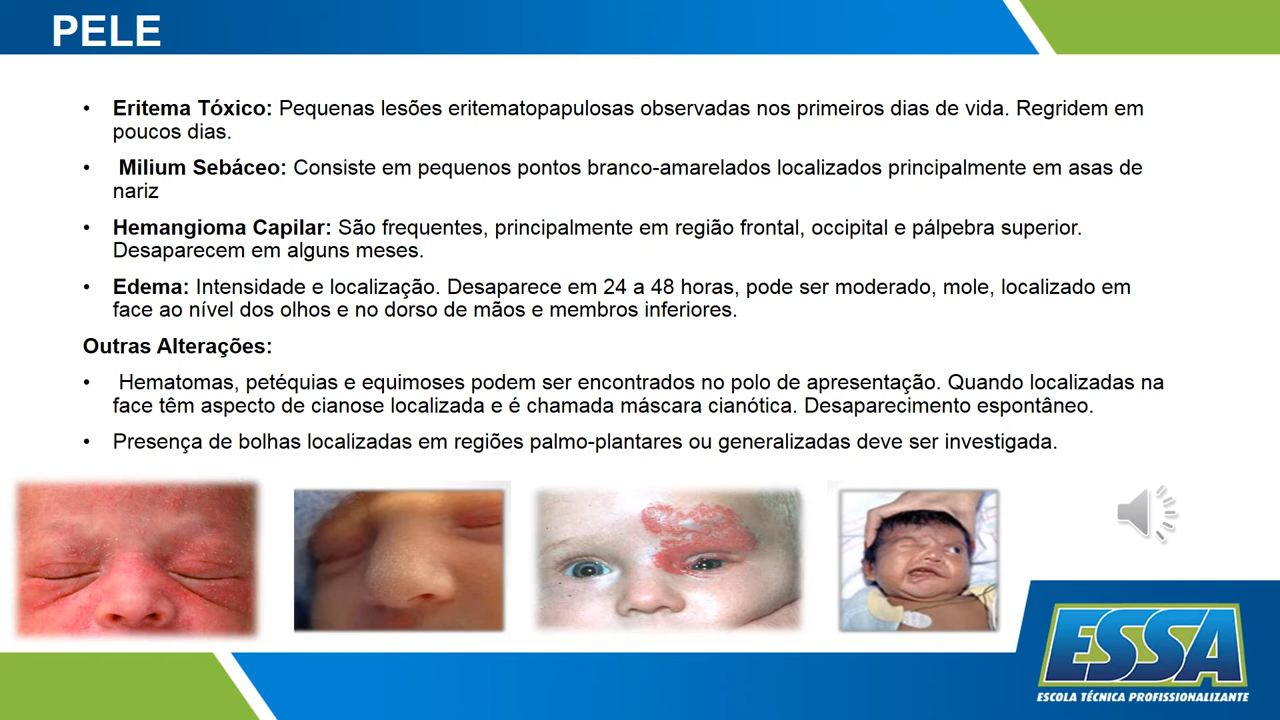 PELE
• Eritema Tóxico: Pequenas lesões eritematopapulosas observadas nos primeiros dias de vida. Regridem em
poucos dias.
• Milium Sebáceo: Consiste em pequenos pontos branco-amarelados localizados principalmente em asas de
nariz
• Hemangioma Capilar: São frequentes, principalmente em região frontal, occipital e pálpebra superior.
Desaparecem em alguns meses.
• Edema: Intensidade e localização. Desaparece em 24 a 48 horas, pode ser moderado, mole, localizado em
face ao nível dos olhos e no dorso de mãos e membros inferiores.
Outras Alterações:
• Hematomas, petéquias e equimoses podem ser encontrados no polo de apresentação. Quando localizadas na
face têm aspecto de cianose localizada e é chamada máscara cianótica. Desaparecimento espontâneo.
• Presença de bolhas localizadas em regiões palmo-plantares ou generalizadas deve ser investigada.
ESSA
ESCOLA TÉCNICA PROFISSIONALIZANTE